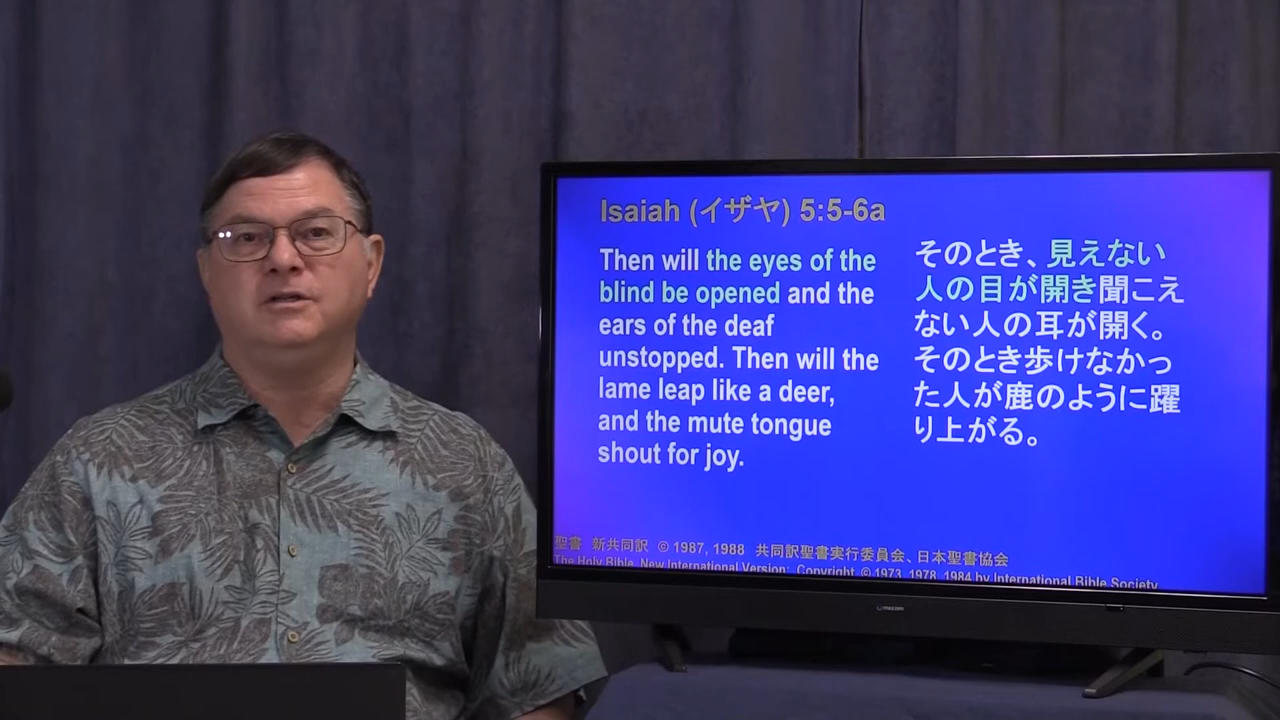 Isaiah (イザヤ) 5:5-6a
Then will the eyes of the
blind be opened and the
ears of the deaf
unstopped. Then will the
lame leap like a deer,
and the mute tongue
shout for joy.
そのとき、見えない
人の目が開き聞こえ
ない人の耳が開く。
そのとき歩けなかっ
た人が鹿のように躍
り上がる。
聖書 新共同訳 © 1987, 1988 共同訳聖書実行委員会、日本聖書協会
The Holy Bible, New International Version; Copyright © 1973, 1978, 1984 by International Bible Society